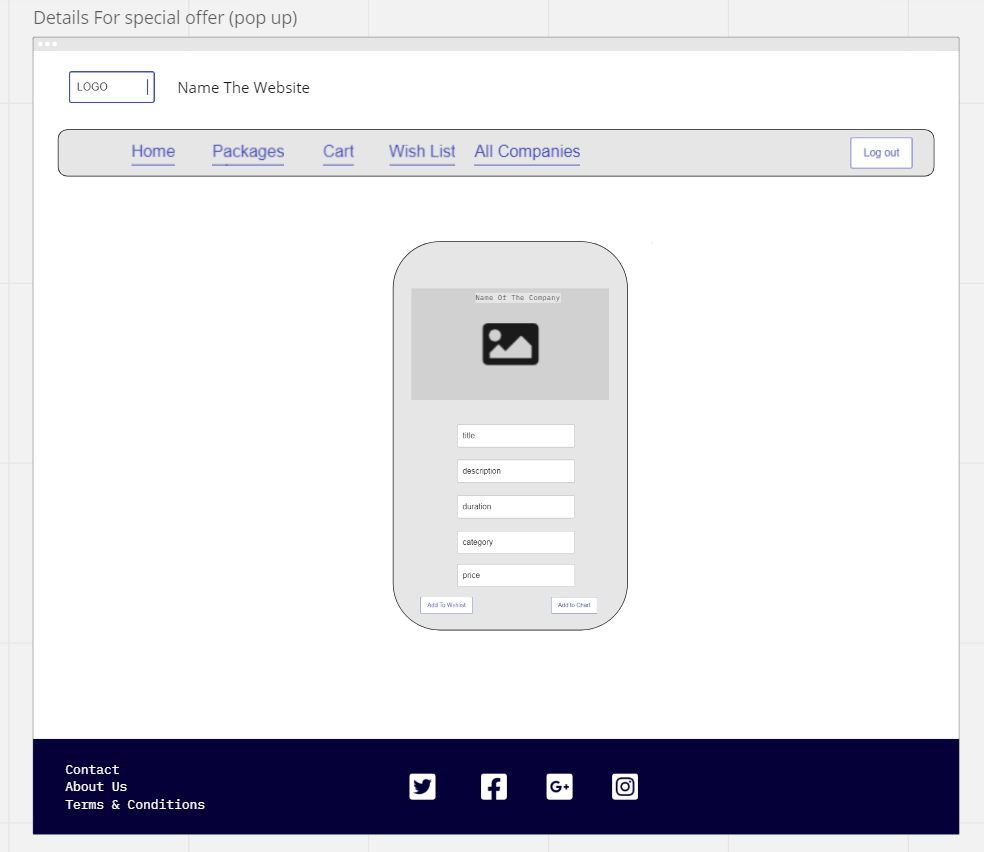 Details For special offer (pop up)
LOGO
Name The Website
Home Packages Cart Wish List All Companies Log out
Name Of The Company
title
description
duration
category
price
Add To Wishlist Add to Chart
Contact
About Us
Terms & Conditions
G+